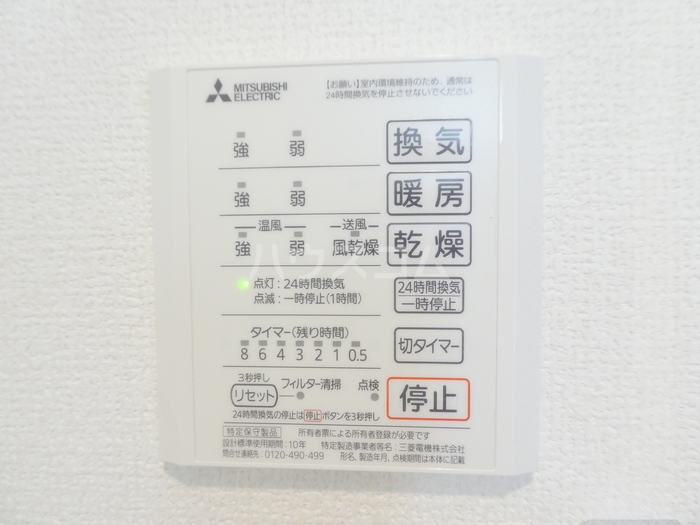 MITSUBISHI
ELECTRIC
【お願い】室内環境維持のため、通常は
24時間換気を停止させないでください
強 弱 換気
強 弱 暖房
温風 送風
強 弱 風乾燥 乾燥
点灯：24時間換気
点滅：一時停止(1時間)
24時間換気
一時停止
タイマー(残り時間)
8 6 4 3 2 1 0.5
切タイマー
3秒押し
リセット フィルター清掃 点検
停止
24時間換気の停止は停止ボタンを3秒押し
特定保守製品 所有者票による所有者登録が必要です
設計標準使用期間：10年 特定製造事業者等名：三菱電機株式会社
問合せ連絡先：0120-490-499 形名、製造年月、点検期間は本体に記載
ハウスコム